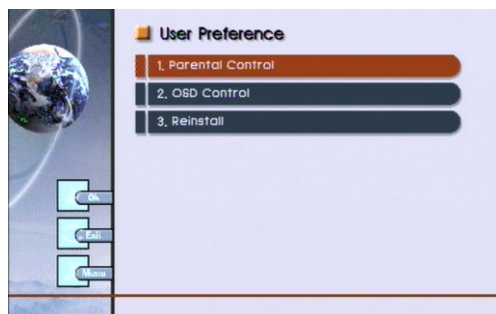 User Preference
1. Parental Control
2. OSD Control
3. Reinstall
Ok
Exit
Menu